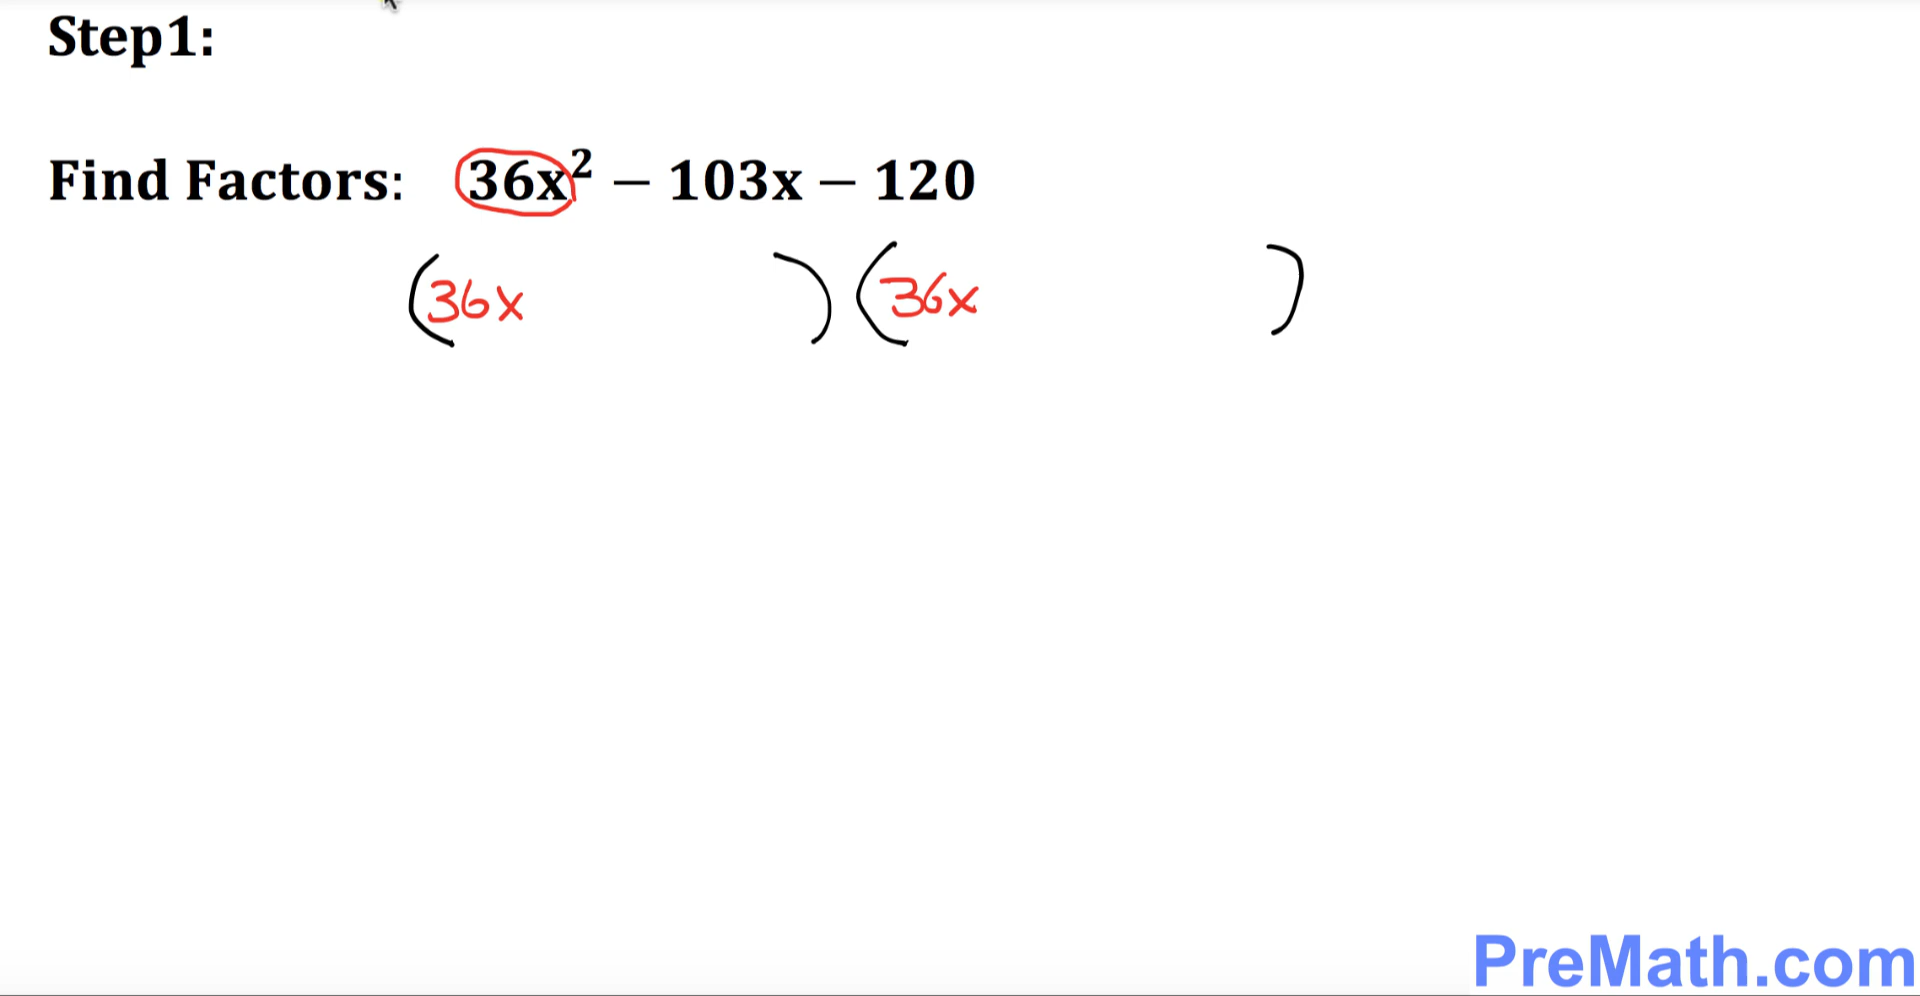 Step1:
Find Factors: 36x² – 103x – 120
(36x )(36x )
PreMath.com